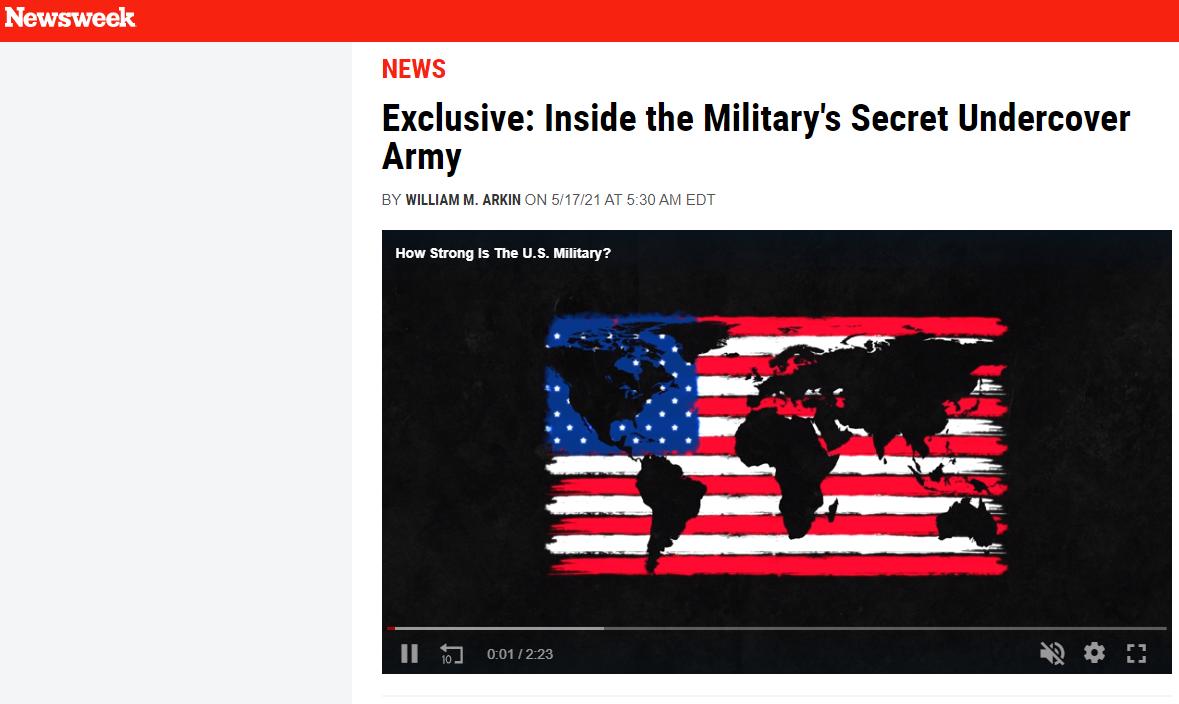 Newsweek
NEWS
Exclusive: Inside the Military's Secret Undercover
Army
BY WILLIAM M. ARKIN ON 5/17/21 AT 5:30 AM EDT
How Strong Is The U.S. Military?
10
0:01 / 2:23